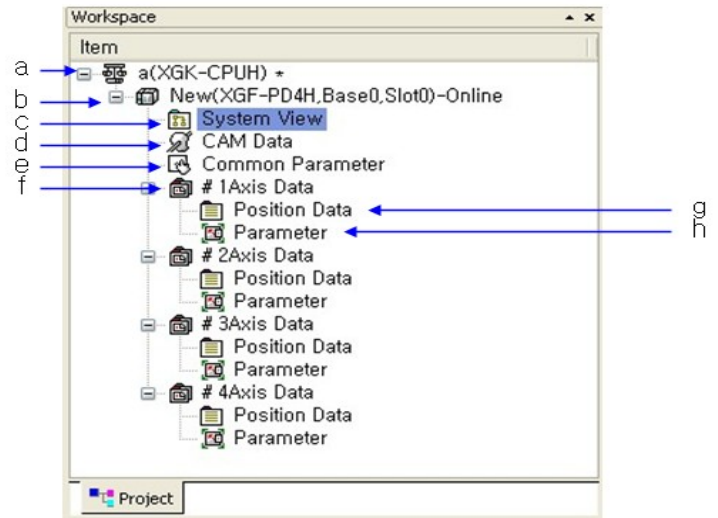 Workspace
Item
a
a(XGK-CPUH) *
b
New(XGF-PD4H,Base0,Slot0)-Online
c
System View
d
CAM Data
e
Common Parameter
f
# 1Axis Data
Position Data
g
Parameter
h
# 2Axis Data
Position Data
Parameter
# 3Axis Data
Position Data
Parameter
# 4Axis Data
Position Data
Parameter
Project